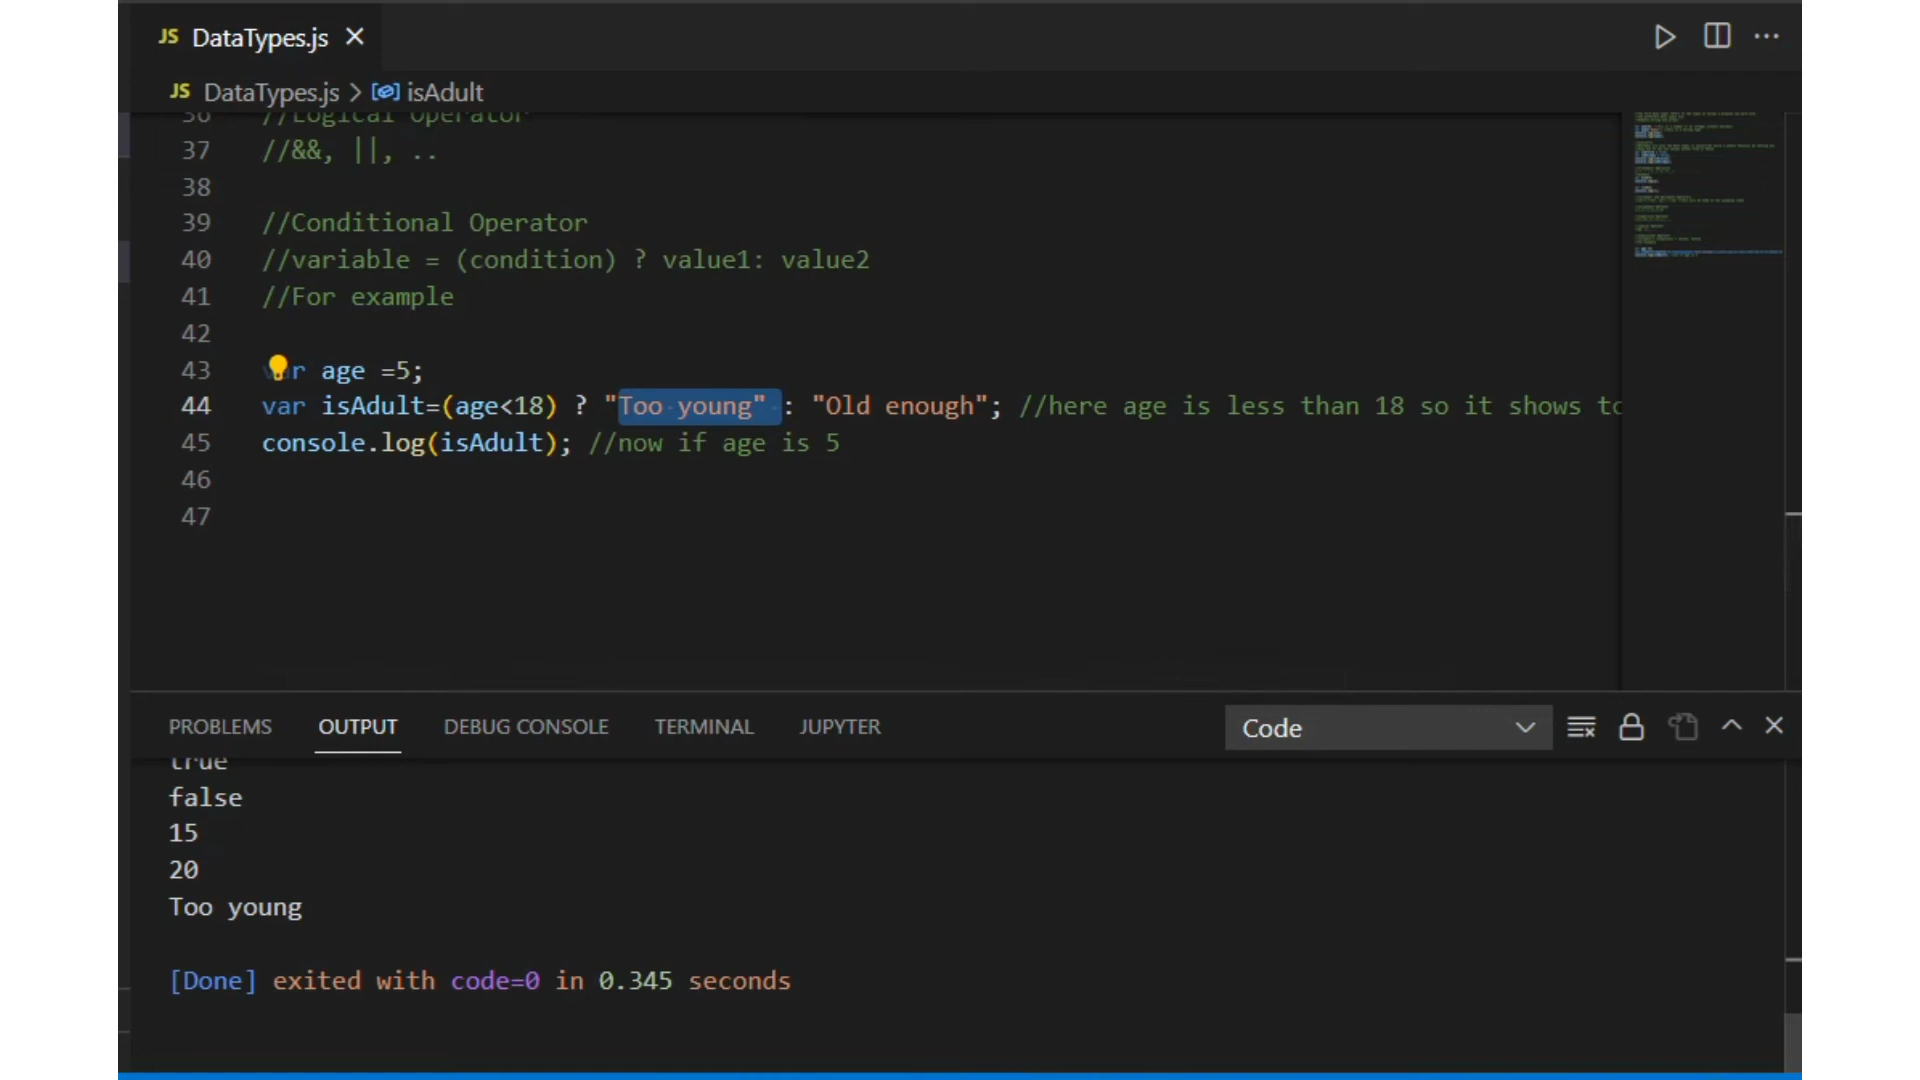 JS DataTypes.js
JS DataTypes.js > isAdult
36 //Logical Operator
37 //&&, ||, ..
38
39 //Conditional Operator
40 //variable = (condition) ? value1: value2
41 //For example
42
43 var age =5;
44 var isAdult=(age<18) ? "Too young" : "Old enough"; //here age is less than 18 so it shows to
45 console.log(isAdult); //now if age is 5
46
47
PROBLEMS OUTPUT DEBUG CONSOLE TERMINAL JUPYTER Code
true
false
15
20
Too young
[Done] exited with code=0 in 0.345 seconds